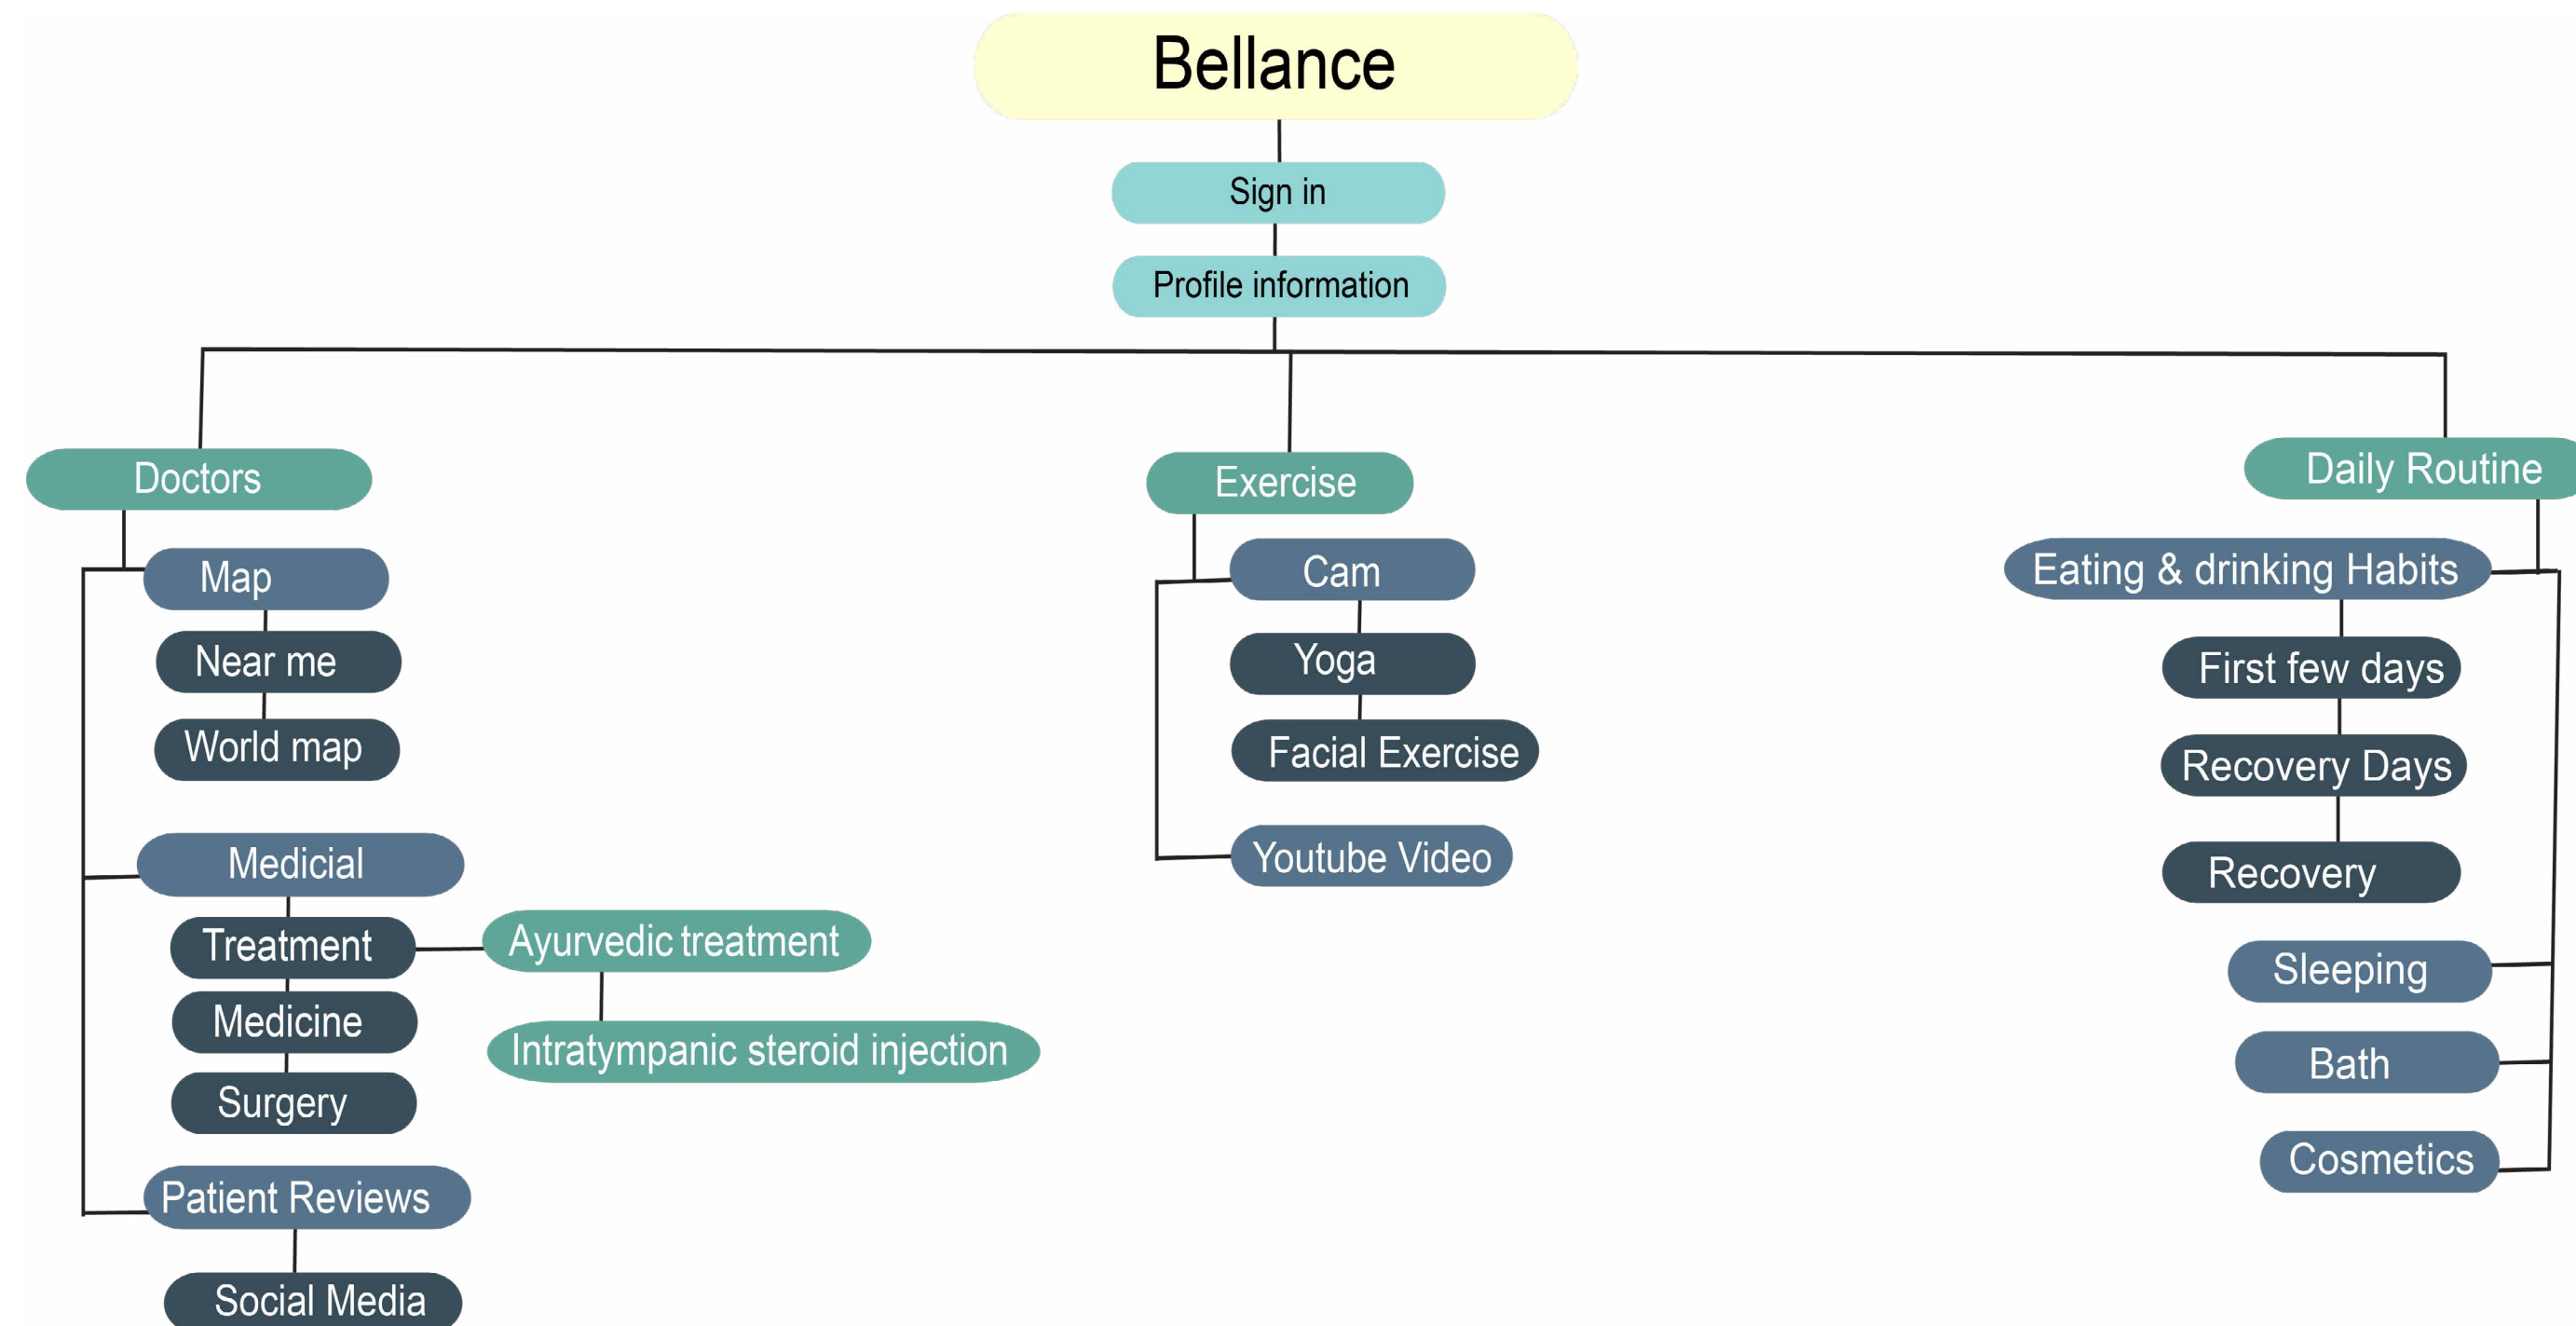 Bellance
Sign in
Profile information
Doctors
Map
Near me
World map
Medicial
Treatment
Ayurvedic treatment
Intratympanic steroid injection
Medicine
Surgery
Patient Reviews
Social Media
Exercise
Cam
Yoga
Facial Exercise
Youtube Video
Daily Routine
Eating & drinking Habits
First few days
Recovery Days
Recovery
Sleeping
Bath
Cosmetics